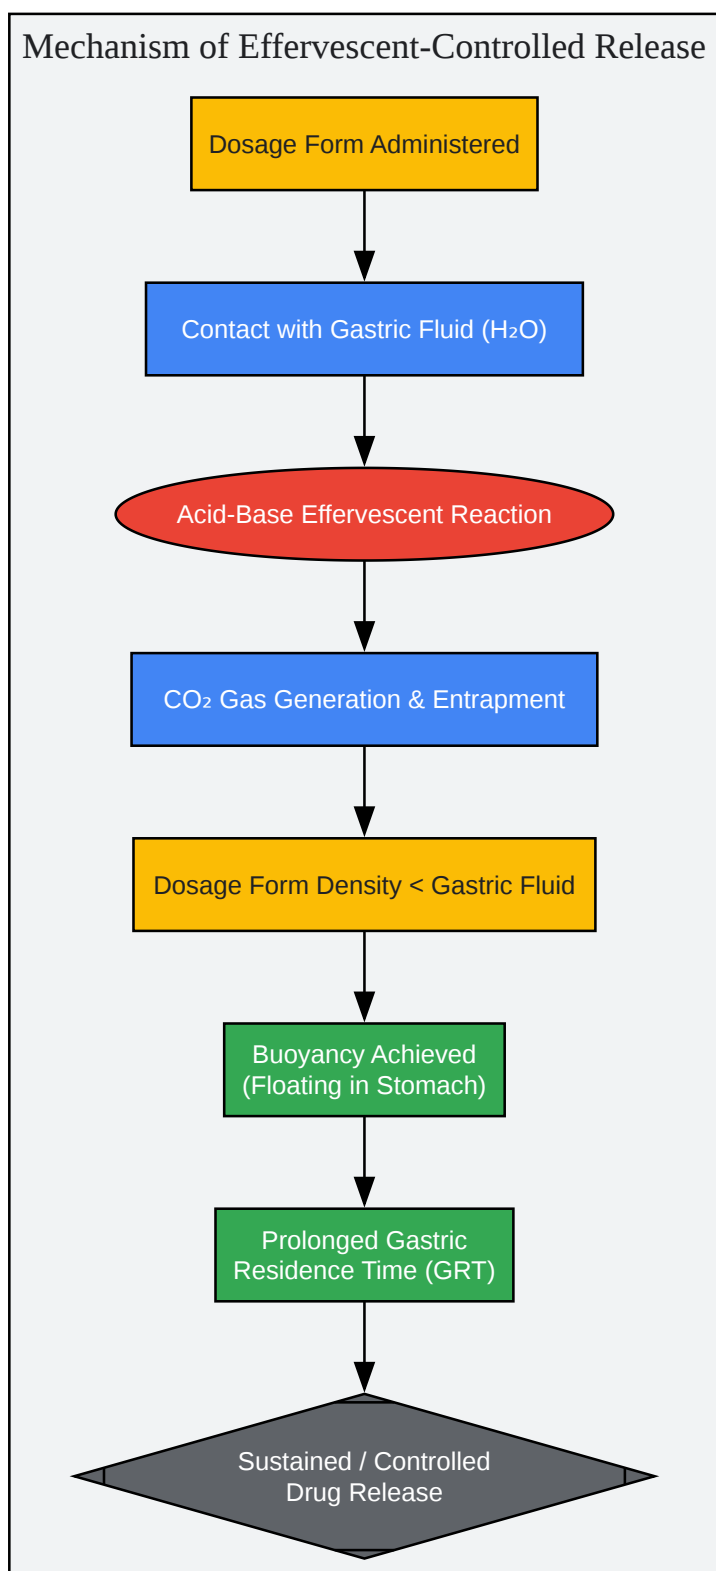 Mechanism of Effervescent-Controlled Release
Dosage Form Administered
Contact with Gastric Fluid (H₂O)
Acid-Base Effervescent Reaction
CO₂ Gas Generation & Entrapment
Dosage Form Density < Gastric Fluid
Buoyancy Achieved
(Floating in Stomach)
Prolonged Gastric
Residence Time (GRT)
Sustained / Controlled
Drug Release